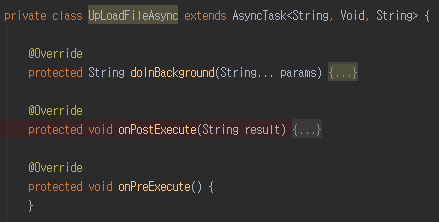 private class UpLoadFileAsync extends AsyncTask<String, Void, String> {
@Override
protected String doInBackground(String... params) {...}
@Override
protected void onPostExecute(String result) {...}
@Override
protected void onPreExecute() {
}